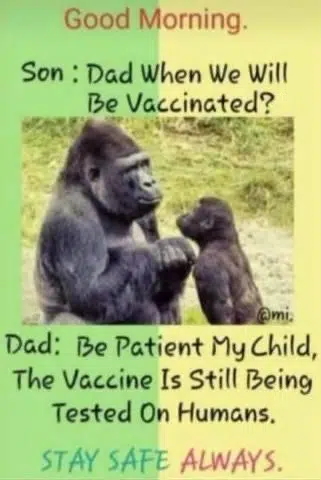 Good Morning.
Son : Dad When We Will
Be Vaccinated?
@mi.
Dad: Be Patient My Child,
The Vaccine Is Still Being
Tested On Humans.
STAY SAFE ALWAYS.